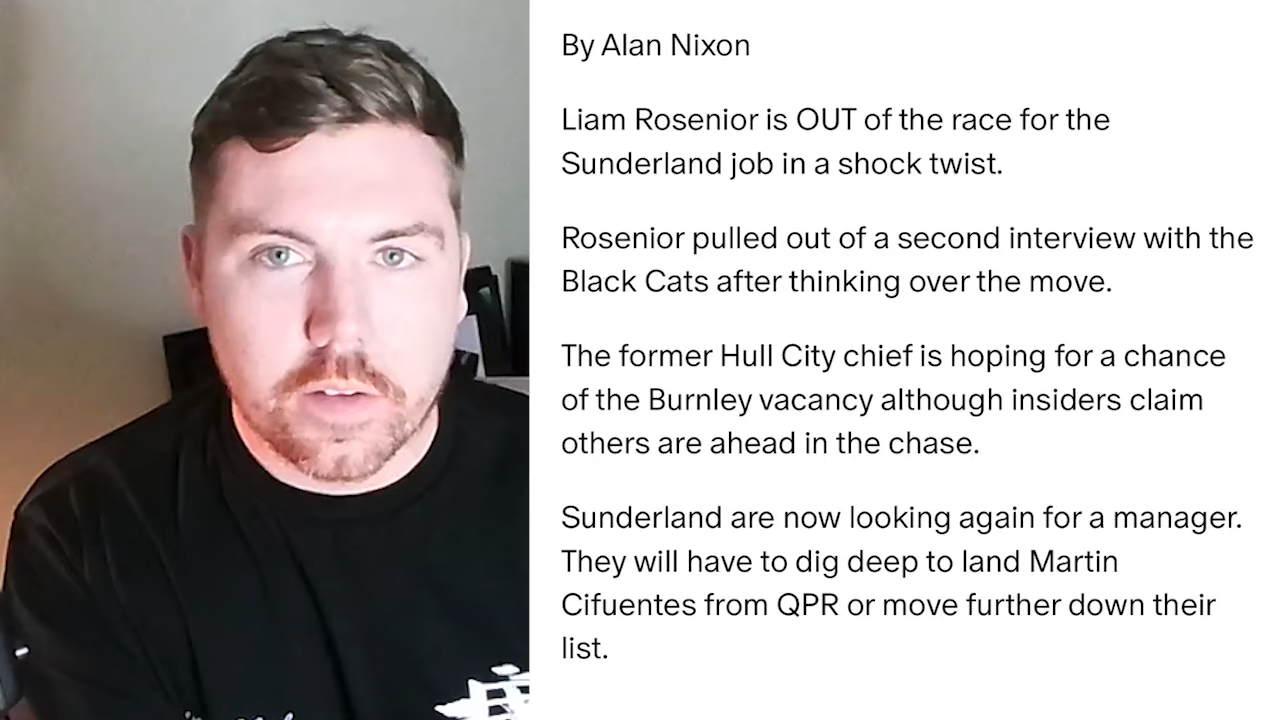 By Alan Nixon
Liam Rosenior is OUT of the race for the
Sunderland job in a shock twist.
Rosenior pulled out of a second interview with the
Black Cats after thinking over the move.
The former Hull City chief is hoping for a chance
of the Burnley vacancy although insiders claim
others are ahead in the chase.
Sunderland are now looking again for a manager.
They will have to dig deep to land Martin
Cifuentes from QPR or move further down their
list.